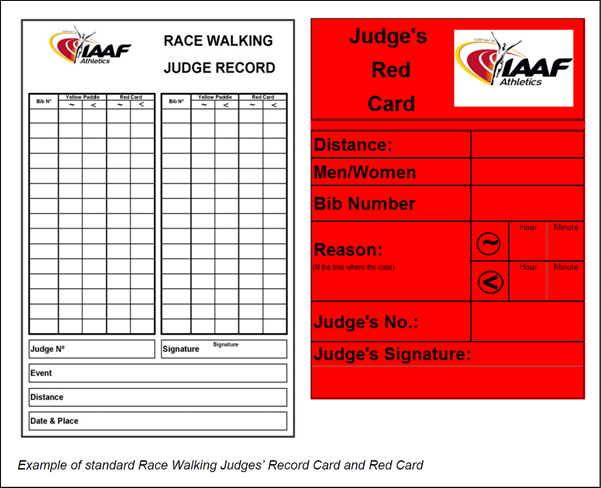 IAAF
Athletics
RACE WALKING
JUDGE RECORD
Bib N° Yellow Paddle Red Card Bib N° Yellow Paddle Red Card
~ < ~ < ~ < ~ <
Judge Nº
Signature Signature
Event
Distance
Date & Place
Judge's
Red
Card
IAAF
Athletics
Distance:
Men/Women
Bib Number
Reason:
(fill the time where the case)
~ Hour Minute
< Hour Minute
Judge's No.:
Judge's Signature:
Example of standard Race Walking Judges' Record Card and Red Card